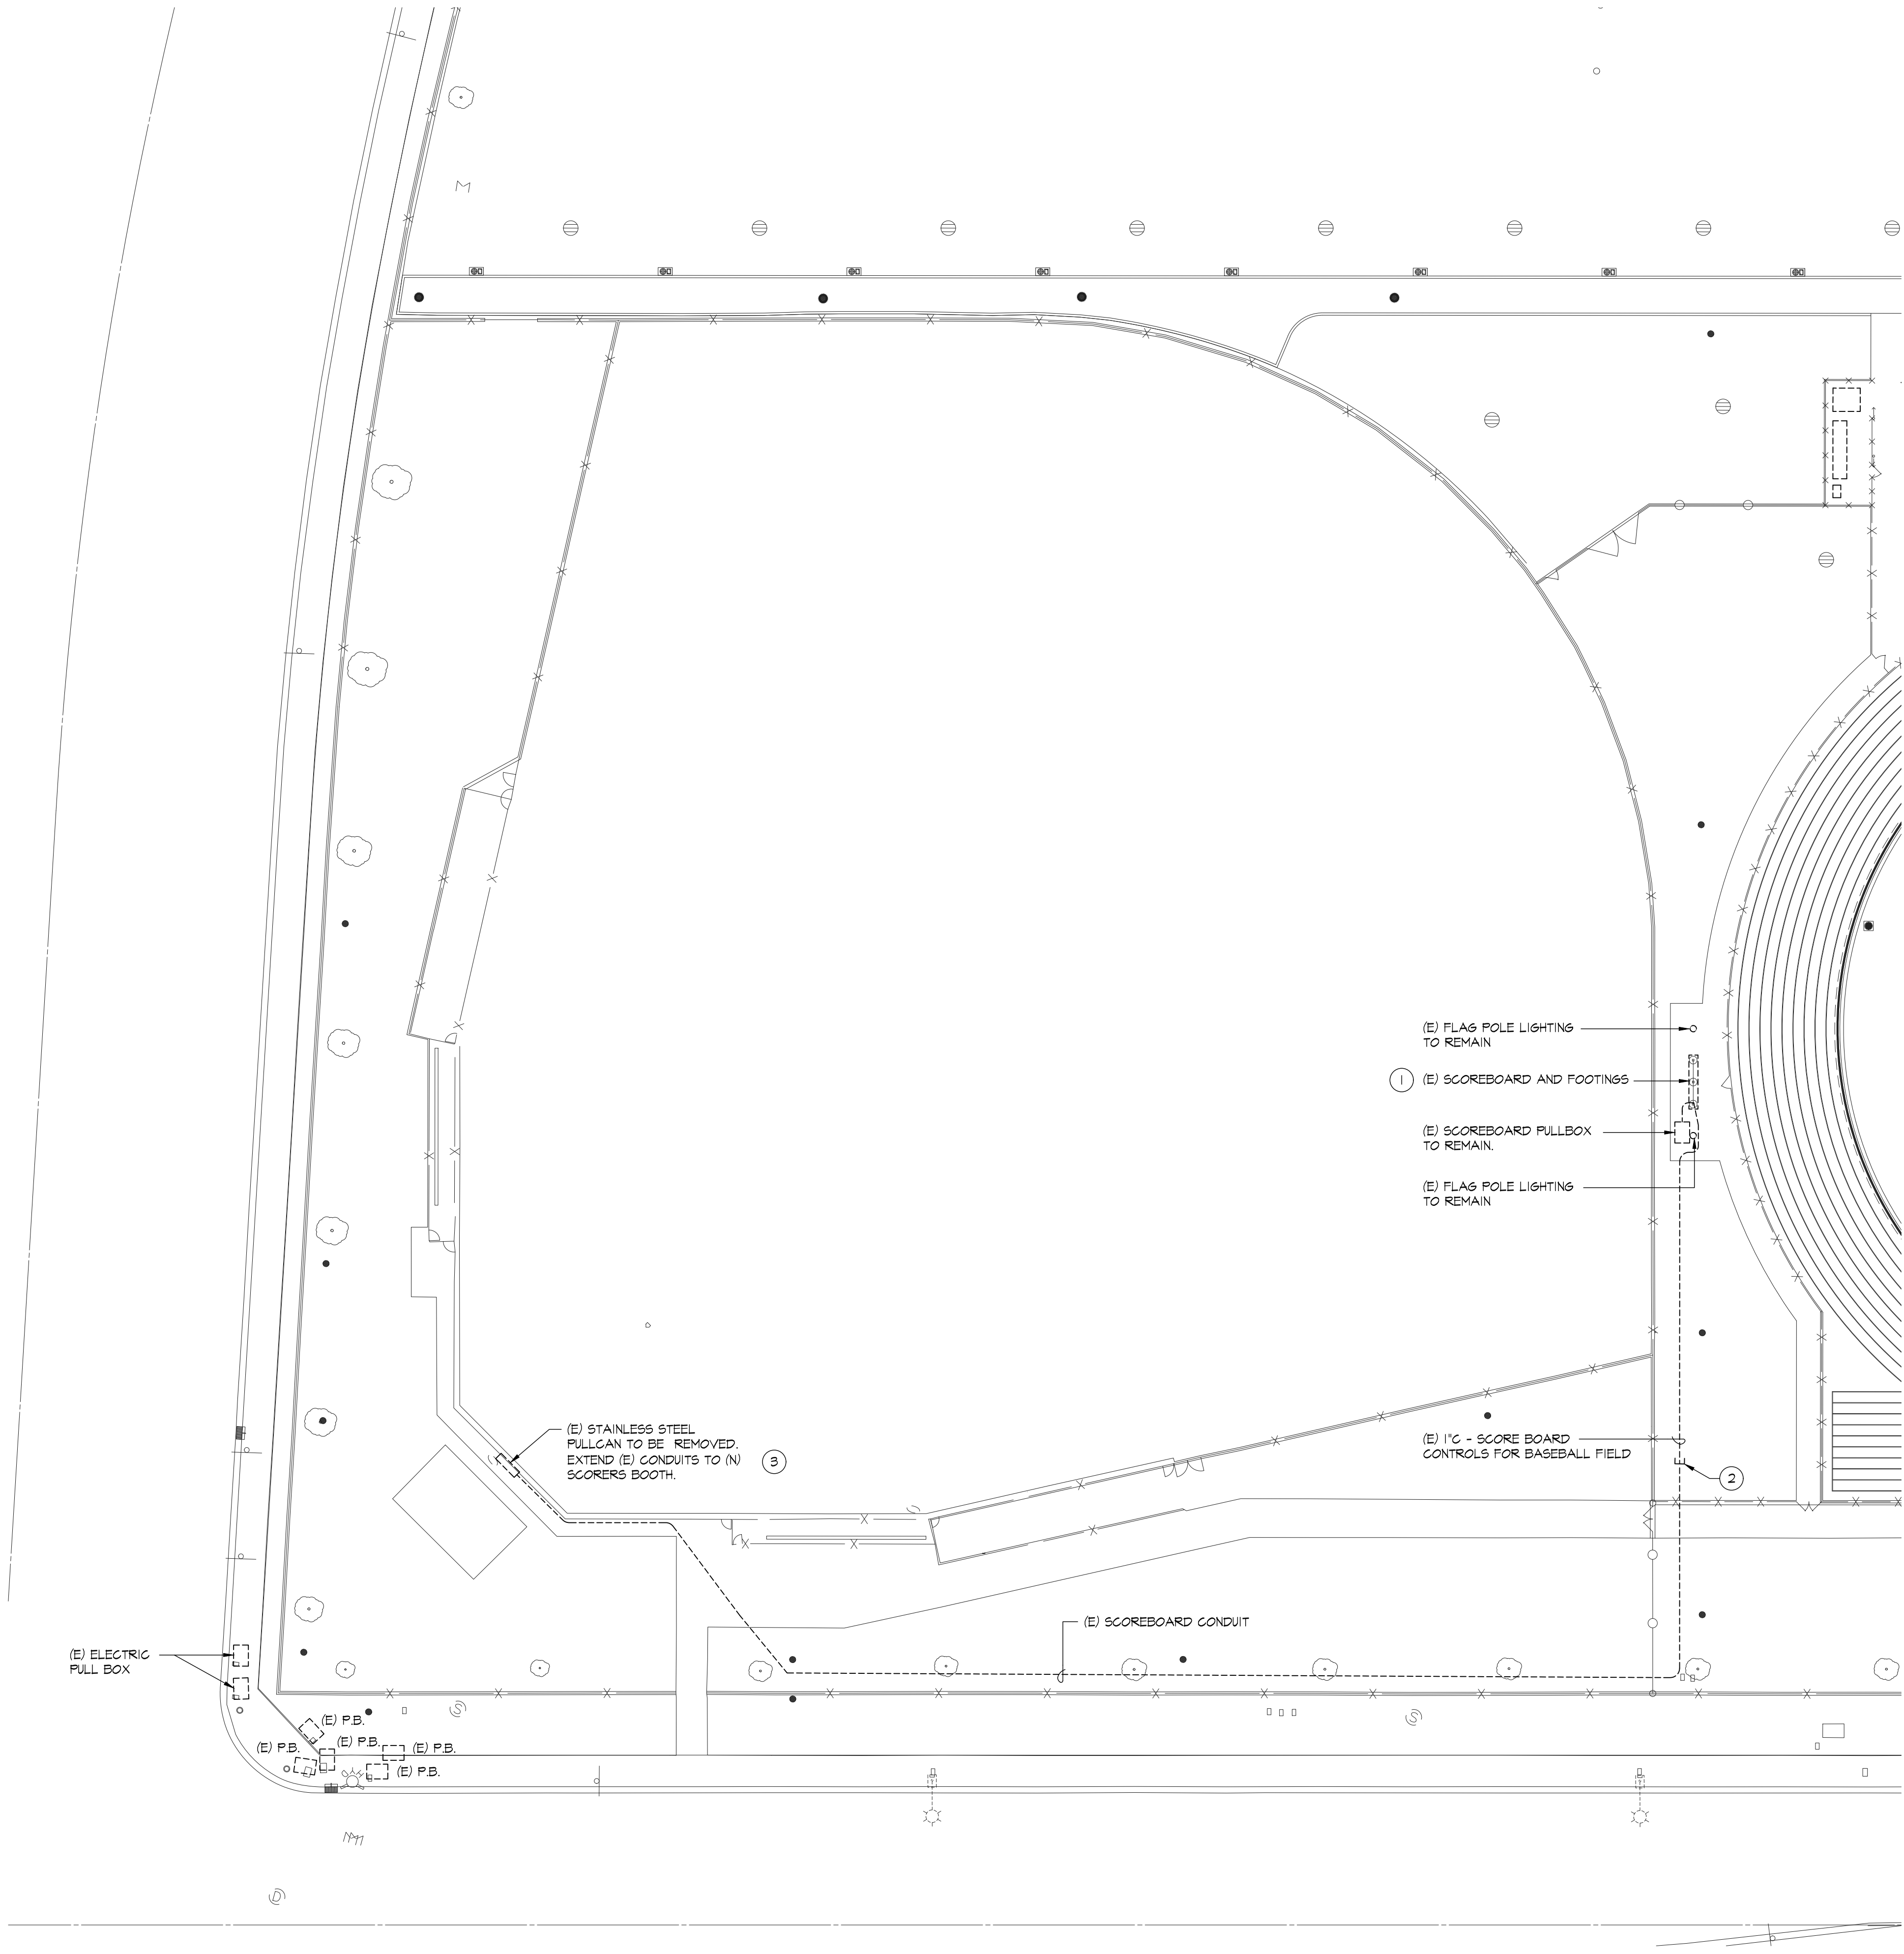 M
(E) FLAG POLE LIGHTING
TO REMAIN
1
(E) SCOREBOARD AND FOOTINGS
(E) SCOREBOARD PULLBOX
TO REMAIN.
(E) FLAG POLE LIGHTING
TO REMAIN
(E) STAINLESS STEEL
PULLCAN TO BE REMOVED.
EXTEND (E) CONDUITS TO (N)
SCORERS BOOTH.
3
(E) 1"C - SCORE BOARD
CONTROLS FOR BASEBALL FIELD
2
(E) SCOREBOARD CONDUIT
(E) ELECTRIC
PULL BOX
S
S
(E) P.B.
(E) P.B.
(E) P.B.
(E) P.B.
(E) P.B.
D